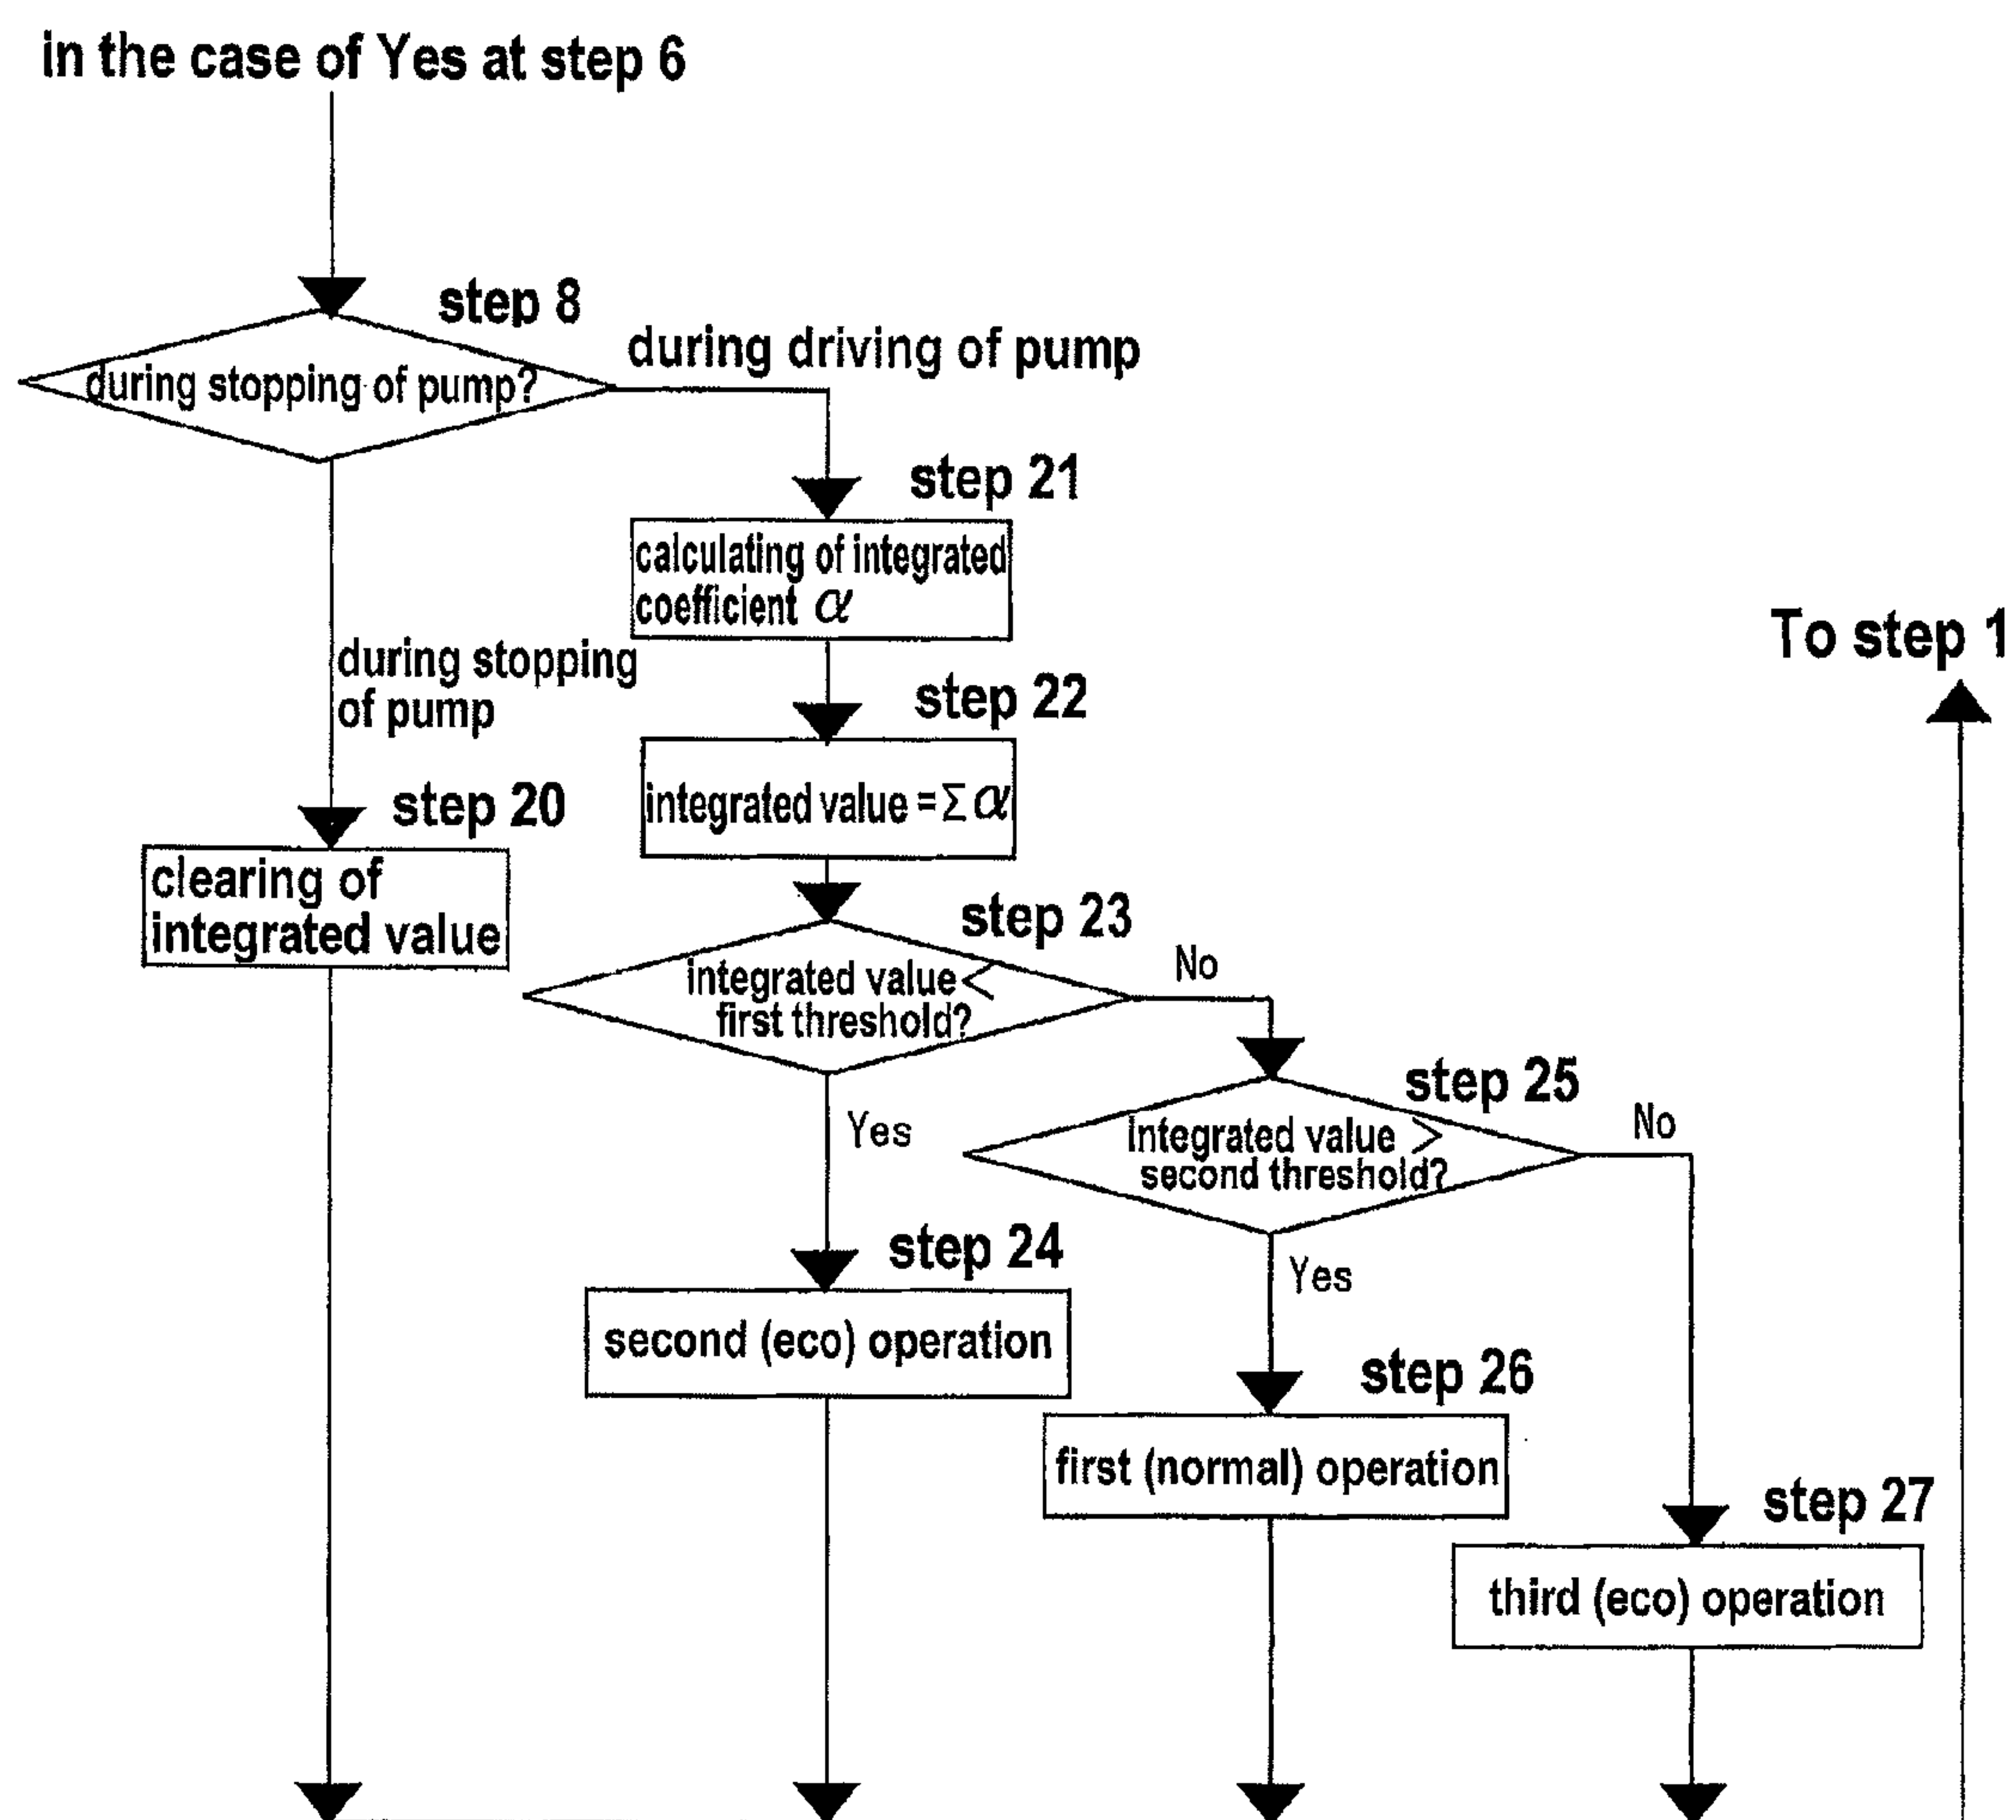 in the case of Yes at step 6
step 8
during driving of pump
during stopping of pump?
step 21
calculating of integrated
coefficient α
To step 1
during stopping
of pump
step 22
integrated value = Σ α
step 20
clearing of
integrated value
step 23
No
integrated value <
first threshold?
step 25
No
Yes
integrated value >
second threshold?
step 24
Yes
second (eco) operation
step 26
first (normal) operation
step 27
third (eco) operation